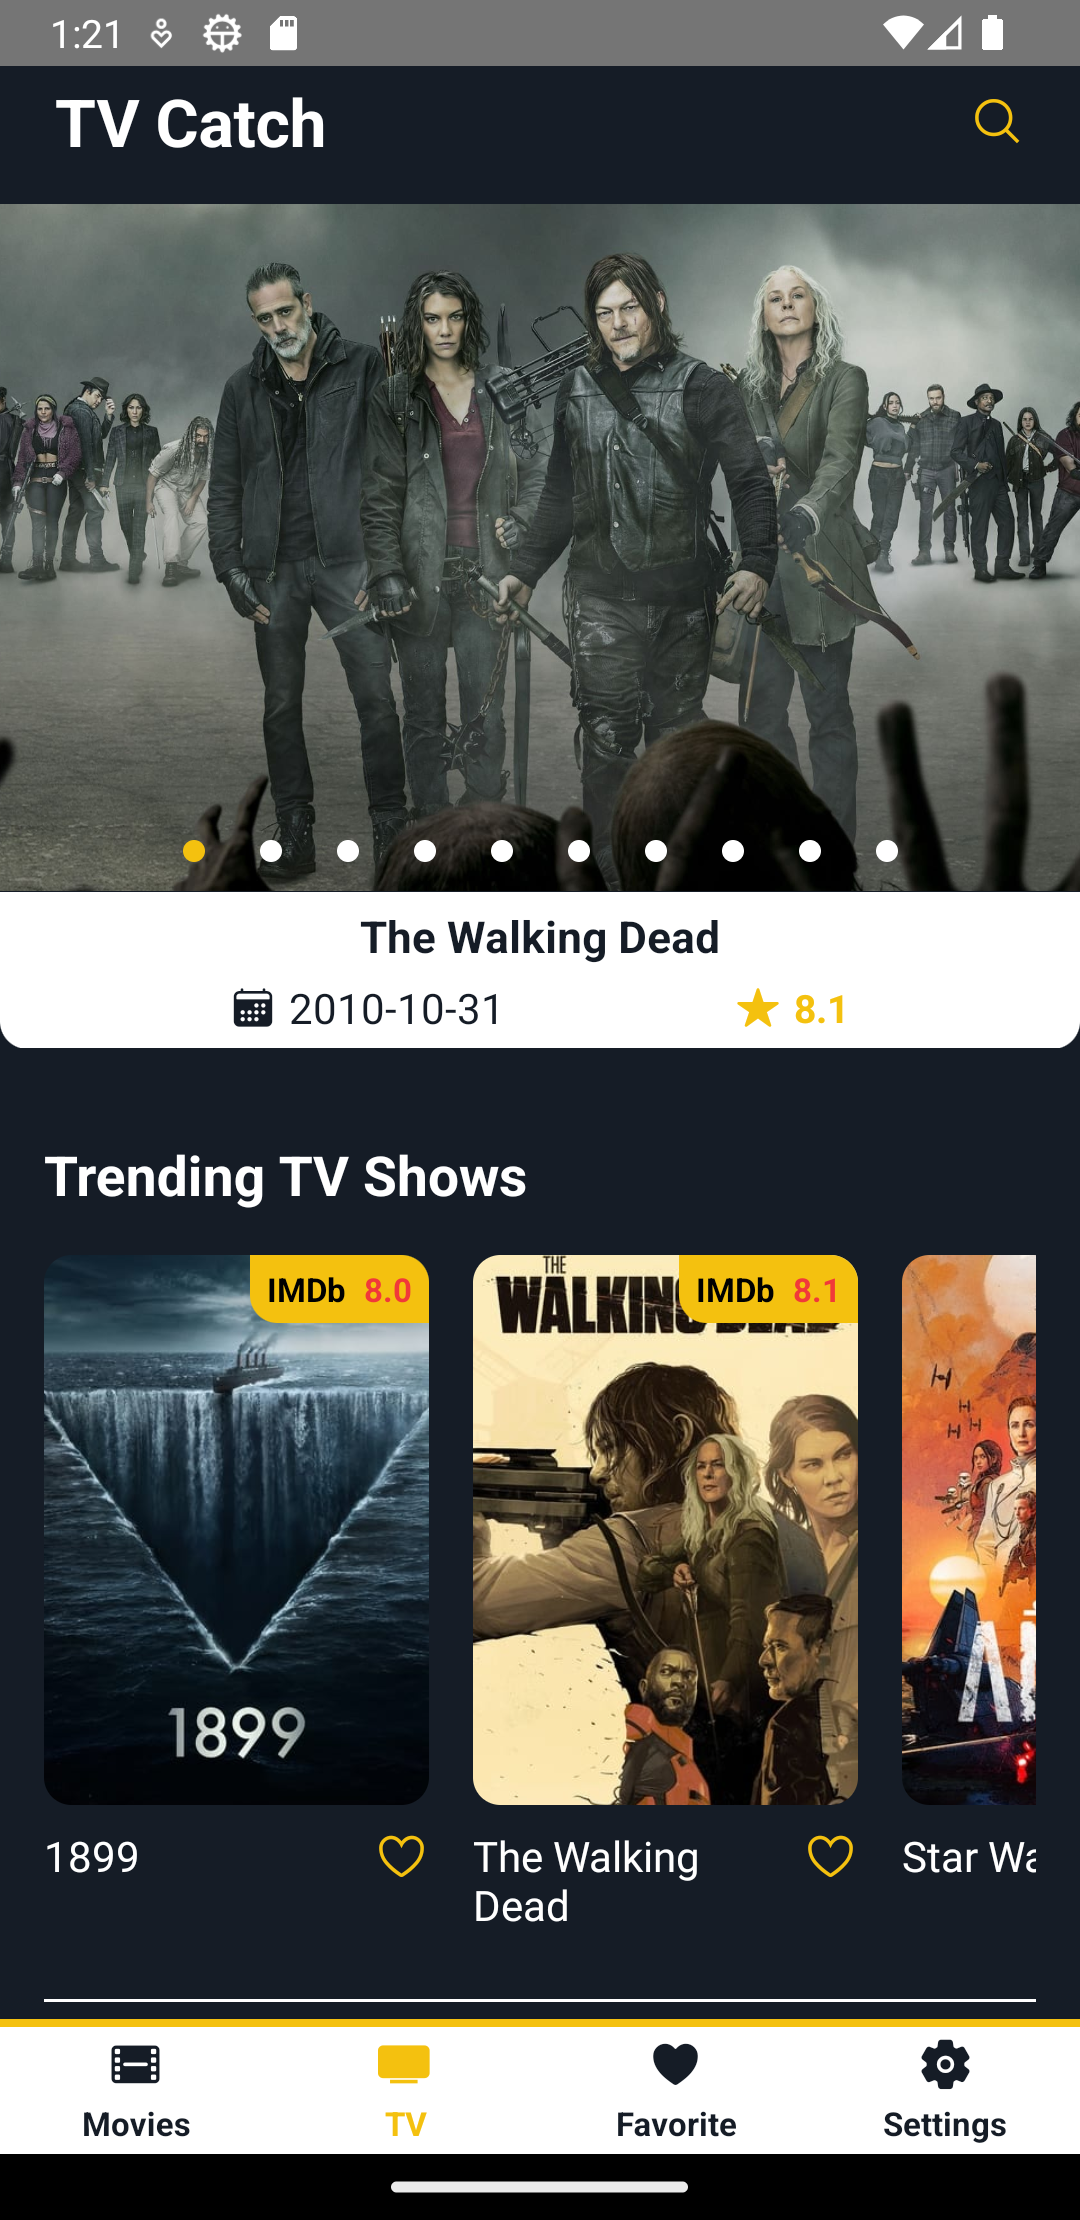 1:21
TV Catch
The Walking Dead
2010-10-31
8.1
Trending TV Shows
IMDb 8.0
1899
THE
IMDb 8.1
WALKING DEAD
1899
The Walking
Dead
Star Wa
Movies
TV
Favorite
Settings